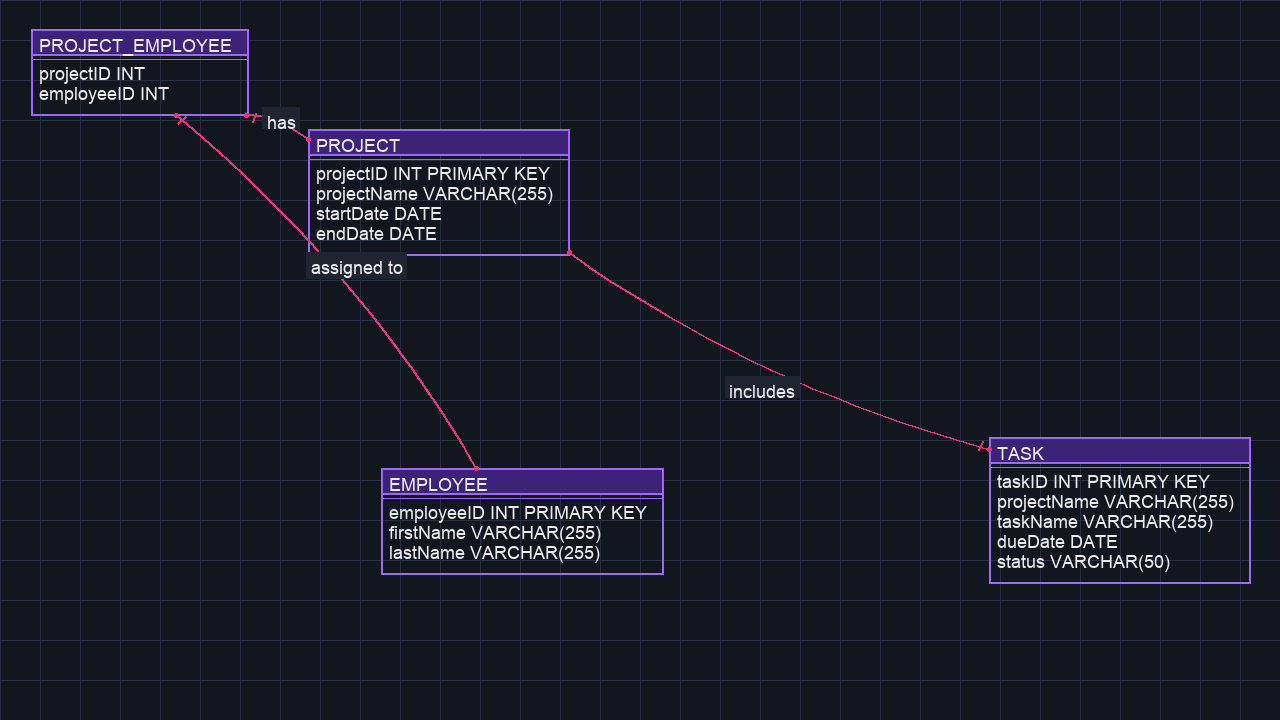 PROJECT_EMPLOYEE
projectID INT
employeeID INT
has
PROJECT
projectID INT PRIMARY KEY
projectName VARCHAR(255)
startDate DATE
endDate DATE
assigned to
includes
EMPLOYEE
employeeID INT PRIMARY KEY
firstName VARCHAR(255)
lastName VARCHAR(255)
TASK
taskID INT PRIMARY KEY
projectName VARCHAR(255)
taskName VARCHAR(255)
dueDate DATE
status VARCHAR(50)